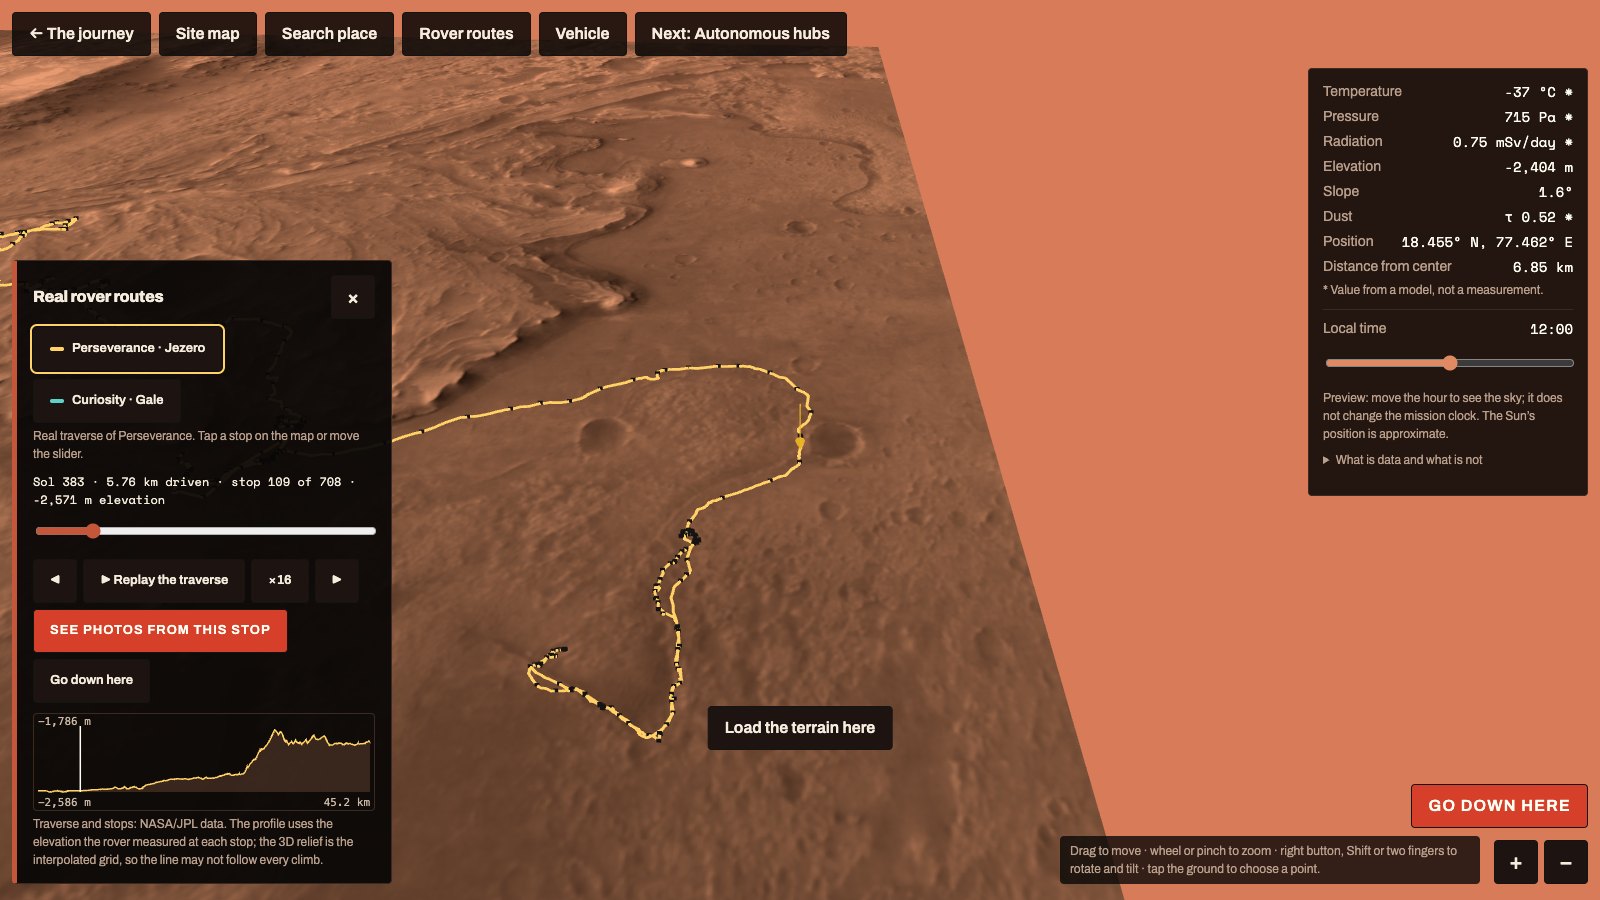 ← The journey
Site map
Search place
Rover routes
Vehicle
Next: Autonomous hubs
Temperature -37 °C *
Pressure 715 Pa *
Radiation 0.75 mSv/day *
Elevation -2,404 m
Slope 1.6°
Dust τ 0.52 *
Position 18.455° N, 77.462° E
Distance from center 6.85 km
* Value from a model, not a measurement.
Local time 12:00
Preview: move the hour to see the sky; it does
not change the mission clock. The Sun's
position is approximate.
▶ What is data and what is not
Real rover routes
×
Perseverance · Jezero
Curiosity · Gale
Real traverse of Perseverance. Tap a stop on the map or move
the slider.
Sol 383 · 5.76 km driven · stop 109 of 708 ·
-2,571 m elevation
◀
▶ Replay the traverse
×16
▶
SEE PHOTOS FROM THIS STOP
Go down here
−1,786 m
−2,586 m
45.2 km
Traverse and stops: NASA/JPL data. The profile uses the
elevation the rover measured at each stop; the 3D relief is the
interpolated grid, so the line may not follow every climb.
Load the terrain here
GO DOWN HERE
Drag to move · wheel or pinch to zoom · right button, Shift or two fingers to
rotate and tilt · tap the ground to choose a point.
+
−